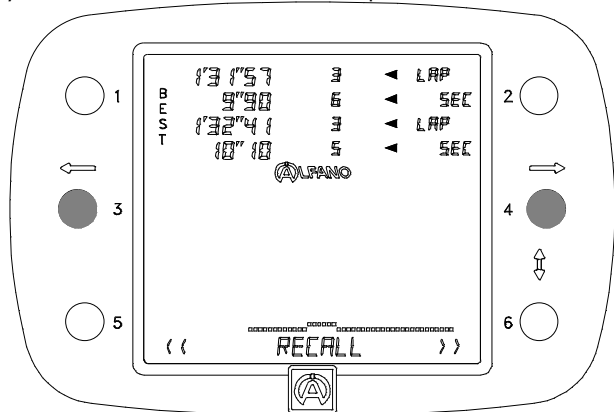 1'31"57 3 ◄ LAP
9"90 6 ◄ SEC
1'32"41 3 ◄ LAP
10"10 5 ◄ SEC
BEST
ALFANO
1
2
3
4
5
6
<< RECALL >>